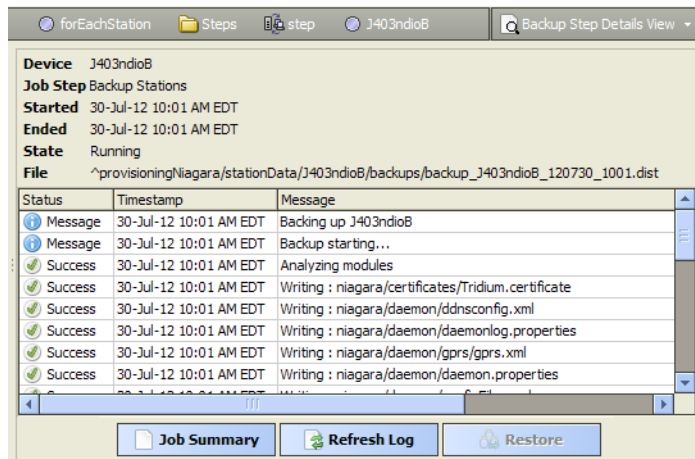 forEachStation Steps step J403ndioB Backup Step Details View
Device J403ndioB
Job Step Backup Stations
Started 30-Jul-12 10:01 AM EDT
Ended 30-Jul-12 10:01 AM EDT
State Running
File ^provisioningNiagara/stationData/J403ndioB/backups/backup_J403ndioB_120730_1001.dist
Status Timestamp Message
Message 30-Jul-12 10:01 AM EDT Backing up J403ndioB
Message 30-Jul-12 10:01 AM EDT Backup starting...
Success 30-Jul-12 10:01 AM EDT Analyzing modules
Success 30-Jul-12 10:01 AM EDT Writing : niagara/certificates/Tridium.certificate
Success 30-Jul-12 10:01 AM EDT Writing : niagara/daemon/ddnsconfig.xml
Success 30-Jul-12 10:01 AM EDT Writing : niagara/daemon/daemonlog.properties
Success 30-Jul-12 10:01 AM EDT Writing : niagara/daemon/gprs/gprs.xml
Success 30-Jul-12 10:01 AM EDT Writing : niagara/daemon/daemon.properties
Job Summary Refresh Log Restore